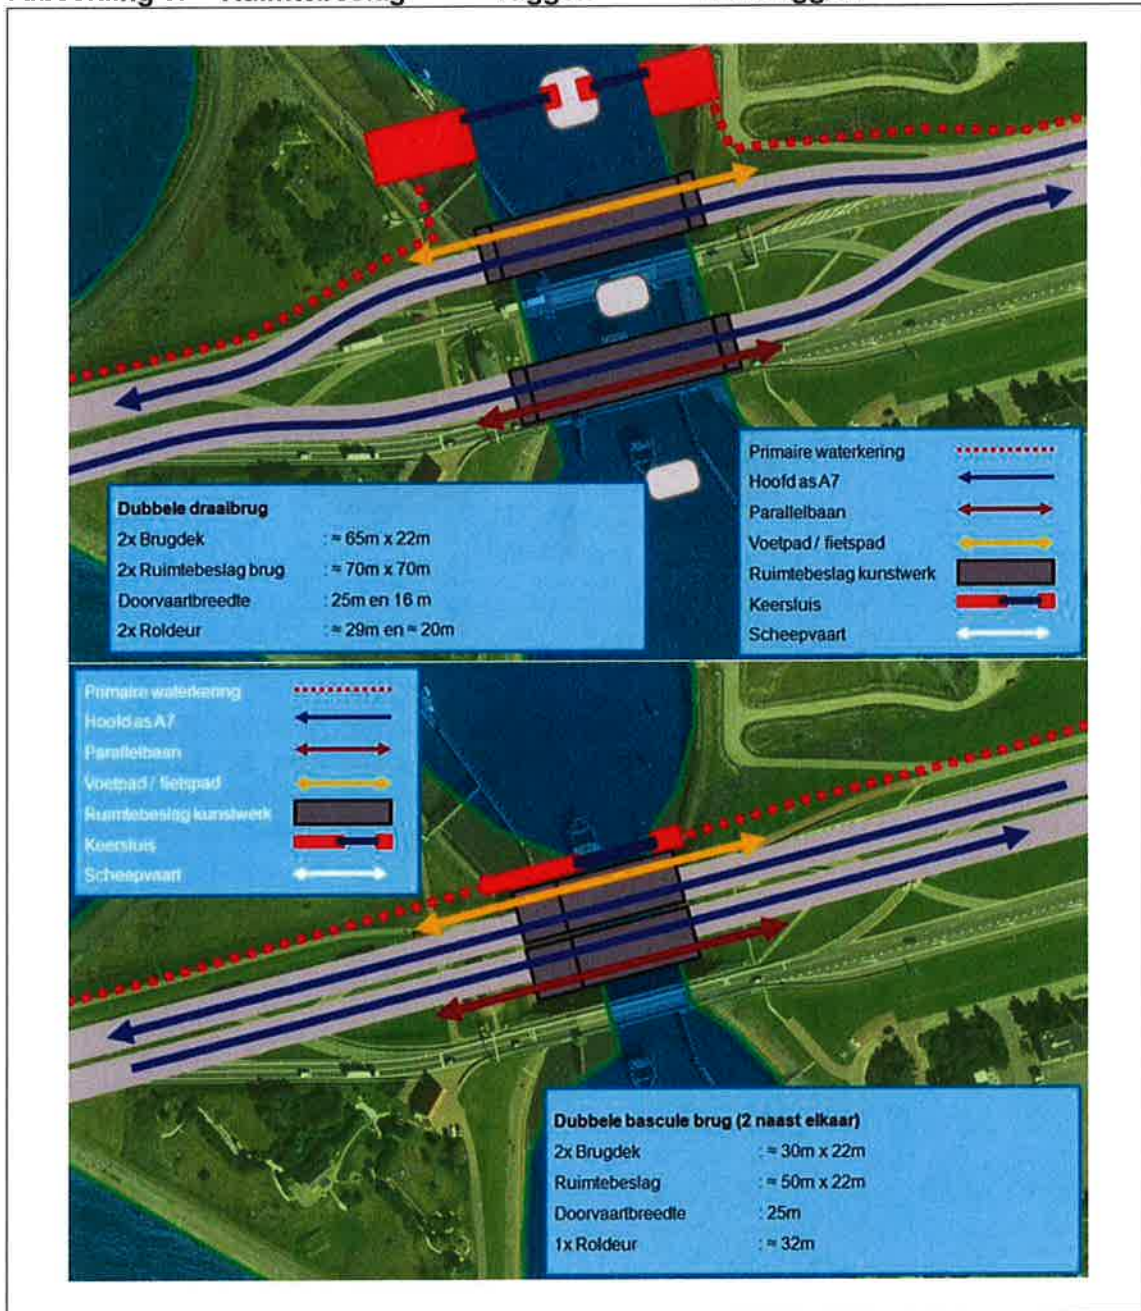 Dubbele draaibrug
2x Brugdek : ≈ 65m x 22m
2x Ruimtebeslag brug : ≈ 70m x 70m
Doorvaartbreedte : 25m en 16 m
2x Roldeur : ≈ 29m en ≈ 20m
Primaire waterkering
Hoofd as A7
Parallelbaan
Voetpad / fietspad
Ruimtebeslag kunstwerk
Keersluis
Scheepvaart
Primaire waterkering
Hoofd as A7
Parallelbaan
Voetpad / fietspad
Ruimtebeslag kunstwerk
Keersluis
Scheepvaart
Dubbele bascule brug (2 naast elkaar)
2x Brugdek : ≈ 30m x 22m
Ruimtebeslag : ≈ 50m x 22m
Doorvaartbreedte : 25m
1x Roldeur : ≈ 32m